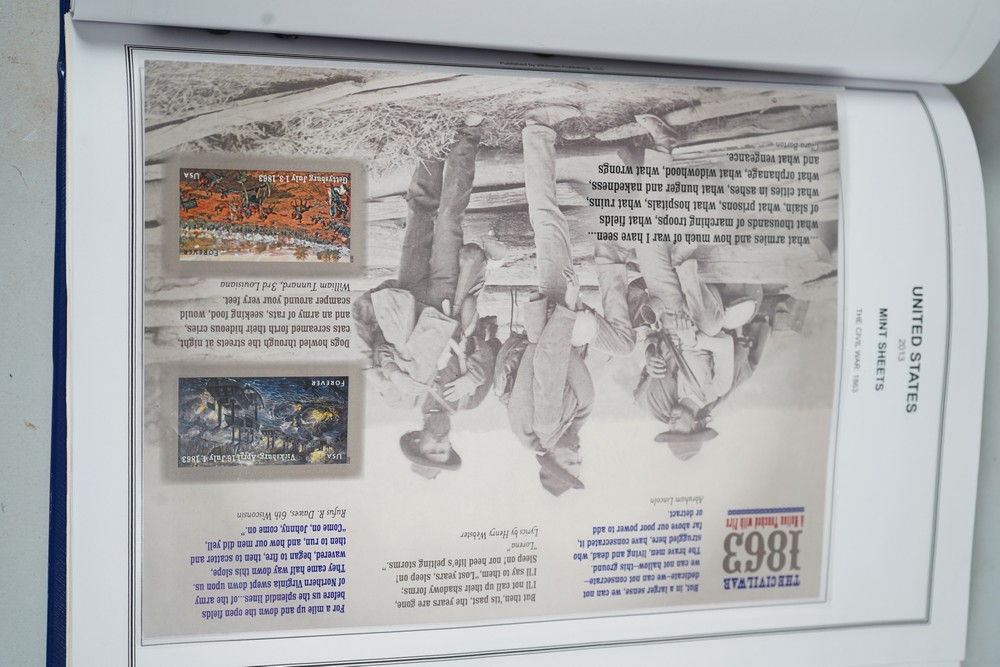 UNITED STATES
2013
MINT SHEETS
THE CIVIL WAR: 1863
THE CIVIL WAR
1863
A Nation Touched with Fire
But, in a larger sense, we can not
dedicate—we can not consecrate—
we can not hallow—this ground.
The brave men, living and dead, who
struggled here, have consecrated it,
far above our poor power to add
or detract.
Abraham Lincoln
But then, 'tis past, the years are gone,
I'll not call up their shadowy forms;
I'll say to them, "Lost years, sleep on!
Sleep on! nor heed life's pelting storms."
"Lorena"
Lyrics by Henry Webster
For a mile up and down the open fields
before us the splendid lines...of the army
of Northern Virginia swept down upon us.
They came half way down this slope,
wavered, began to fire, then to scatter and
then to run, and how our men did yell,
"Come on, Johnny, come on."
Rufus R. Dawes, 6th Wisconsin
USA
Vicksburg, April 16-July 4, 1863
FOREVER
Dogs howled through the streets at night,
cats screamed forth their hideous cries,
and an army of rats, seeking food, would
scamper around your very feet.
William Tunnard, 3rd Louisiana
FOREVER
Gettysburg July 1-3, 1863
USA
...what armies and how much of war I have seen...
what thousands of marching troops, what fields
of slain, what prisons, what hospitals, what ruins,
what cities in ashes, what hunger and nakedness,
what orphanage, what widowhood, what wrongs
and what vengeance.
Clara Barton